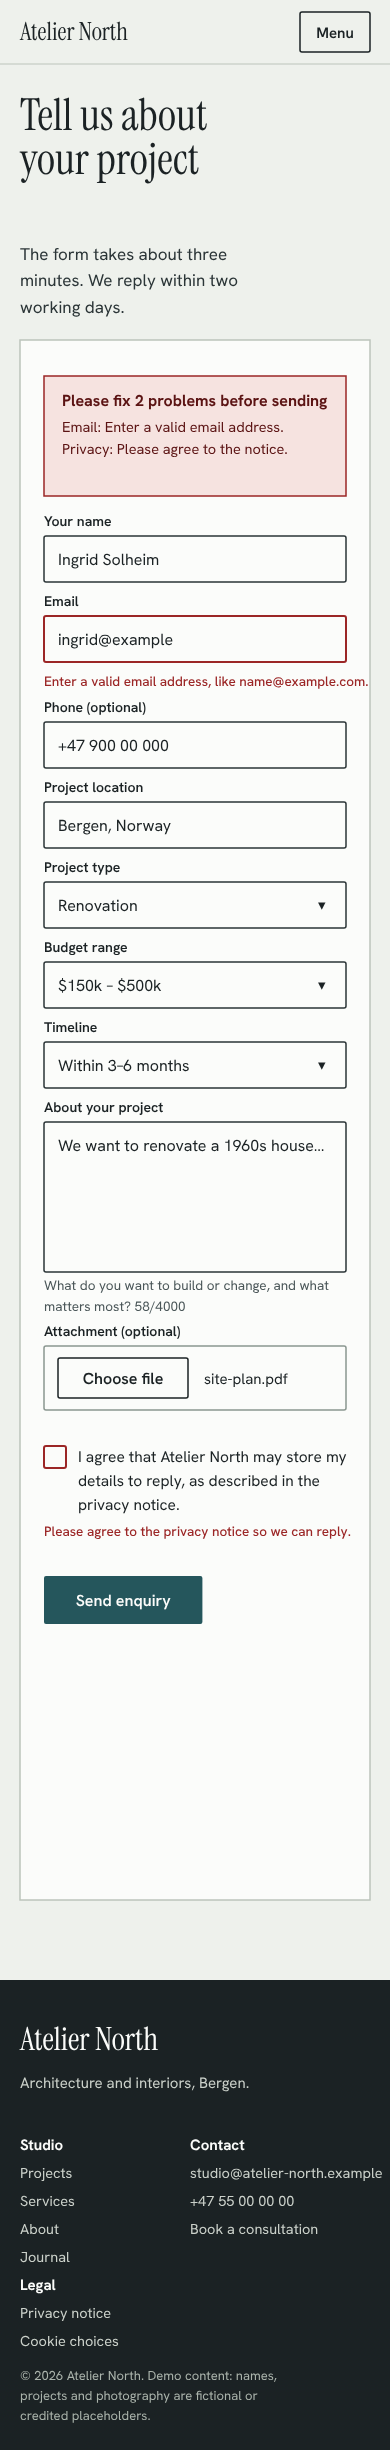 Atelier North
Menu
Tell us about
your project
The form takes about three
minutes. We reply within two
working days.
Please fix 2 problems before sending
Email: Enter a valid email address.
Privacy: Please agree to the notice.
Your name
Ingrid Solheim
Email
ingrid@example
Enter a valid email address, like name@example.com.
Phone (optional)
+47 900 00 000
Project location
Bergen, Norway
Project type
Renovation
Budget range
$150k – $500k
Timeline
Within 3–6 months
About your project
We want to renovate a 1960s house…
What do you want to build or change, and what
matters most? 58/4000
Attachment (optional)
Choose file
site-plan.pdf
I agree that Atelier North may store my
details to reply, as described in the
privacy notice.
Please agree to the privacy notice so we can reply.
Send enquiry
Atelier North
Architecture and interiors, Bergen.
Studio
Projects
Services
About
Journal
Contact
studio@atelier-north.example
+47 55 00 00 00
Book a consultation
Legal
Privacy notice
Cookie choices
© 2026 Atelier North. Demo content: names,
projects and photography are fictional or
credited placeholders.